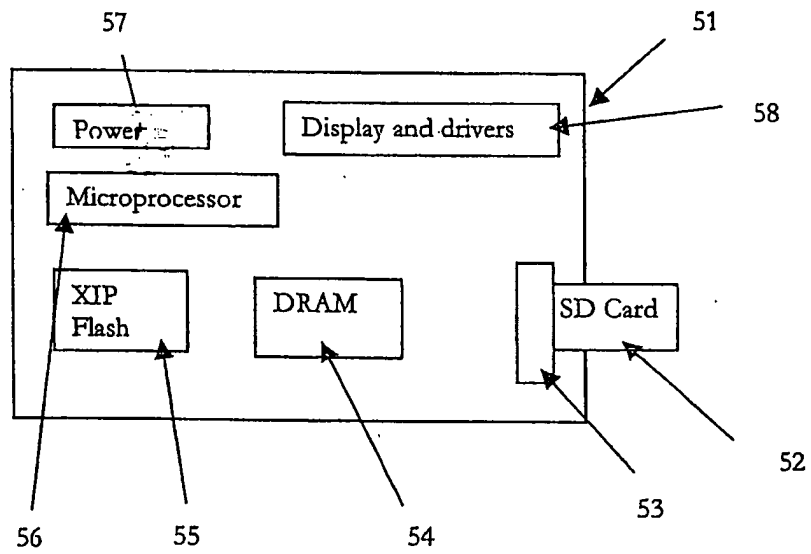 57
51
Power
Display and drivers
58
Microprocessor
XIP
Flash
DRAM
SD Card
52
53
56
55
54